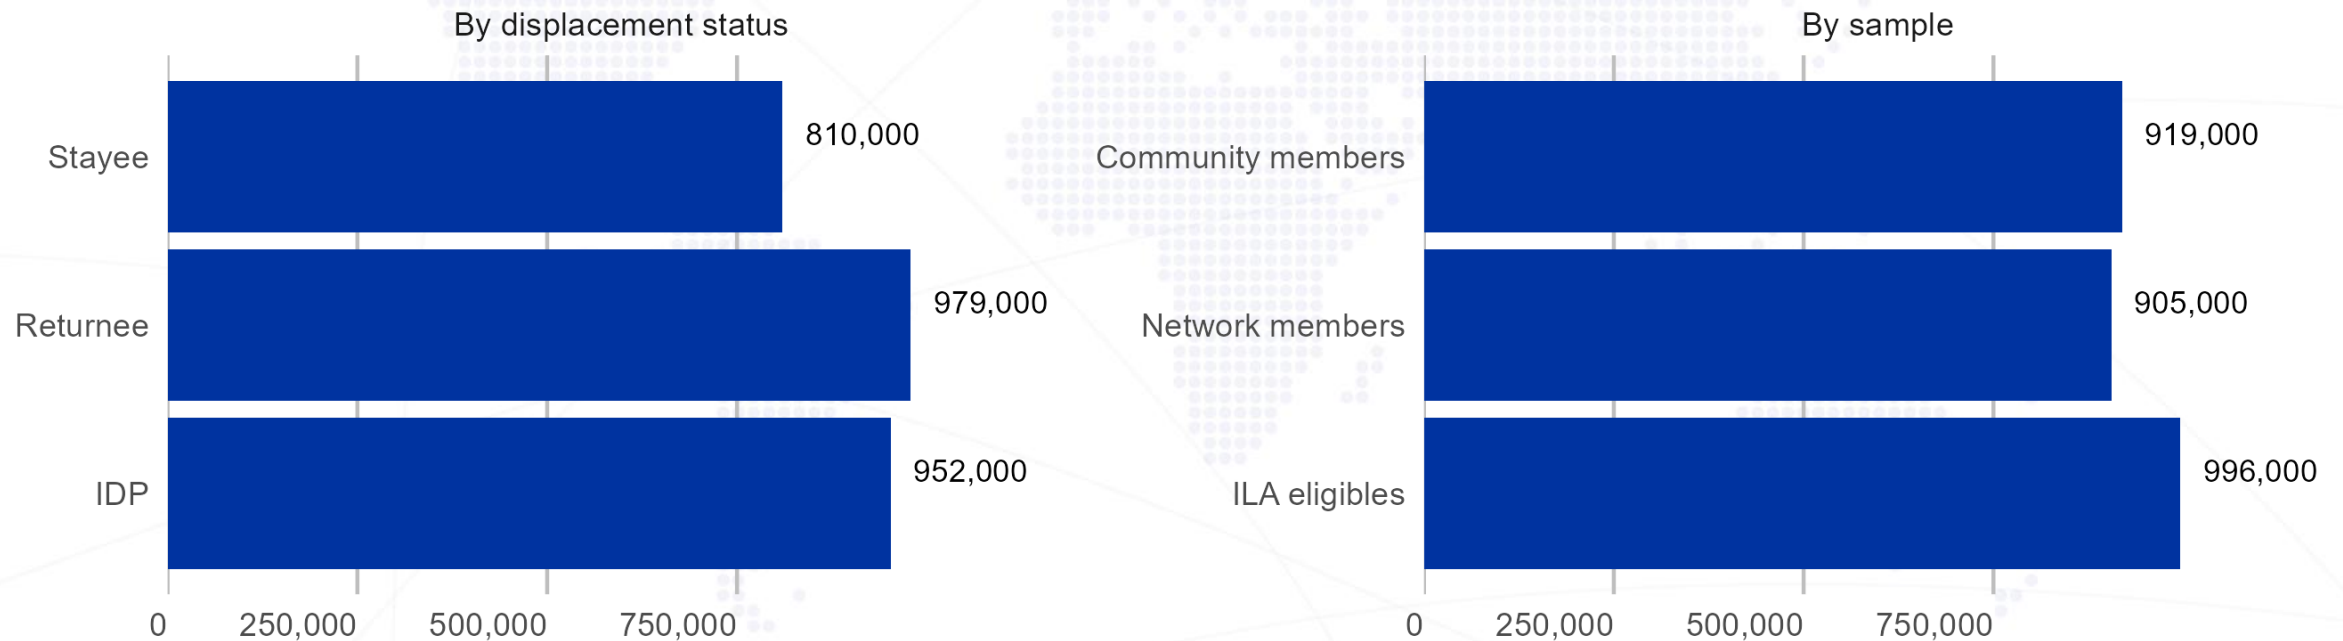 By displacement status
Stayee
810,000
Returnee
979,000
IDP
952,000
0 250,000 500,000 750,000
By sample
Community members
919,000
Network members
905,000
ILA eligibles
996,000
0 250,000 500,000 750,000